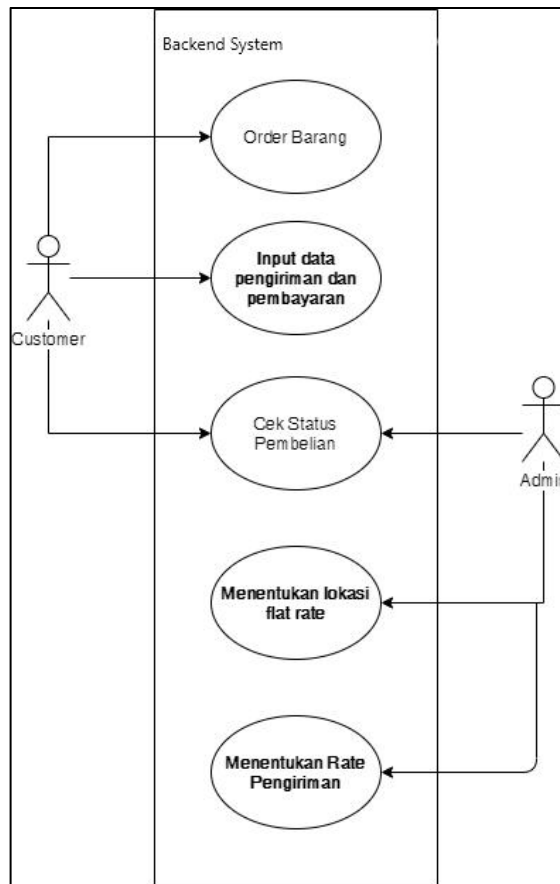 Backend System
Order Barang
Input data
pengiriman dan
pembayaran
Customer
Cek Status
Pembelian
Admin
Menentukan lokasi
flat rate
Menentukan Rate
Pengiriman